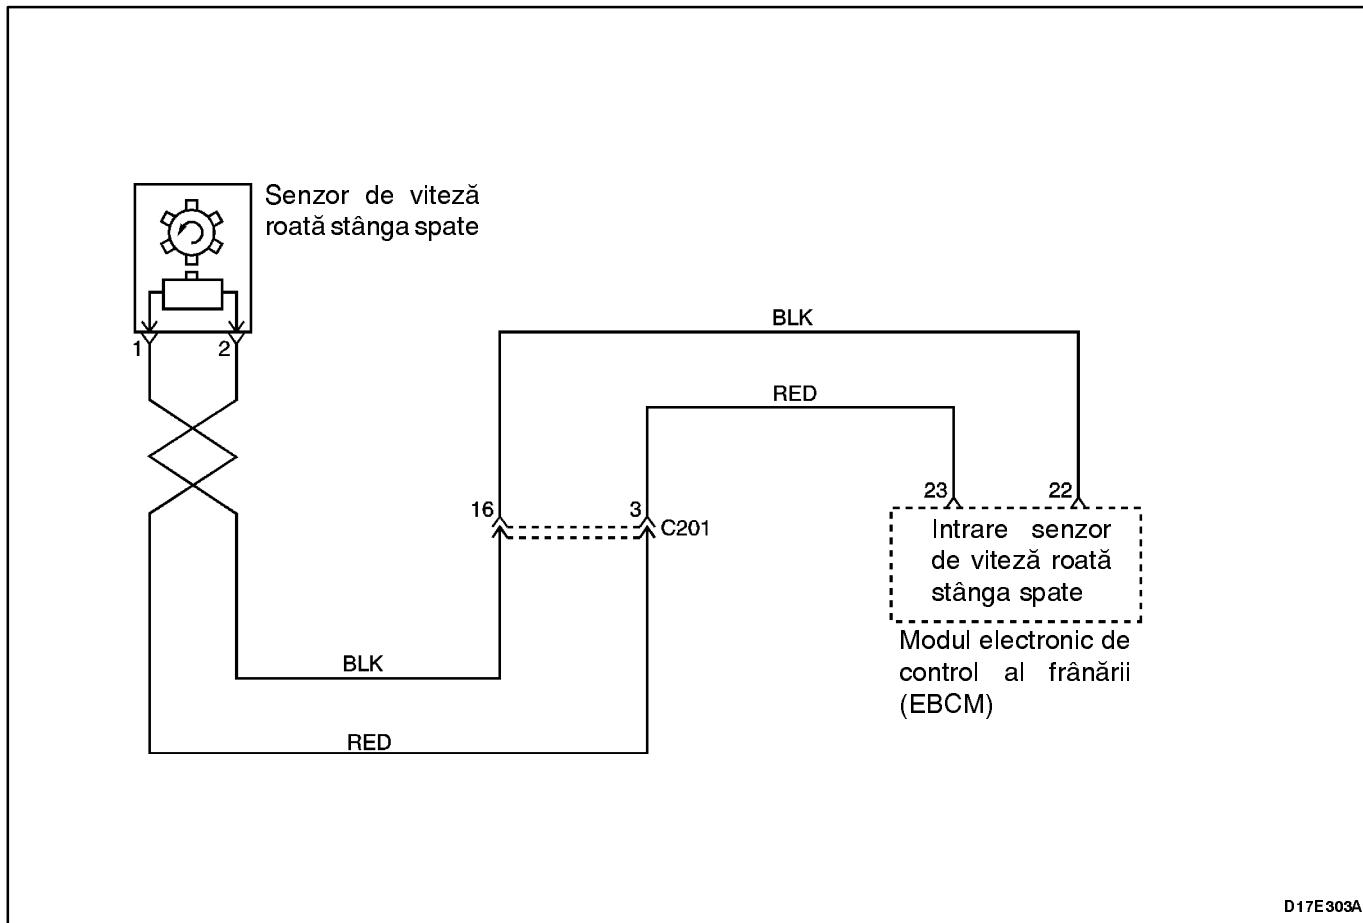 Senzor de viteză
roată stânga spate
1
2
BLK
RED
16
3
C201
23
22
Intrare senzor
de viteză roată
stânga spate
Modul electronic de
control al frânării
(EBCM)
BLK
RED
D17E303A